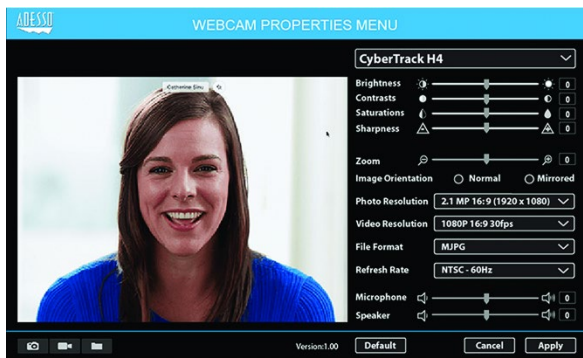 ADESSO
WEBCAM PROPERTIES MENU
CyberTrack H4
Brightness 0
Contrasts 0
Saturations 0
Sharpness 0
Zoom 0
Image Orientation Normal Mirrored
Photo Resolution 2.1 MP 16:9 (1920 x 1080)
Video Resolution 1080P 16:9 30fps
File Format MJPG
Refresh Rate NTSC - 60Hz
Microphone 0
Speaker 0
Version:1.00 Default Cancel Apply